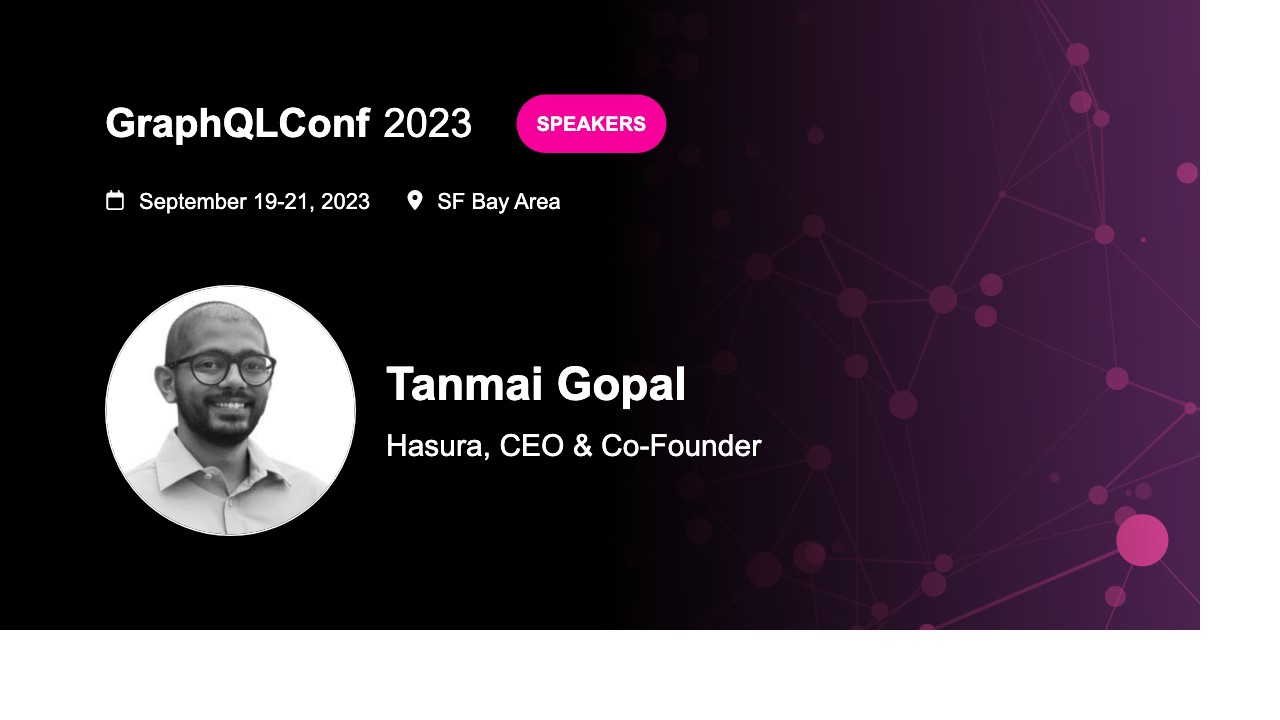 GraphQLConf 2023 SPEAKERS
September 19-21, 2023 SF Bay Area
Tanmai Gopal
Hasura, CEO & Co-Founder